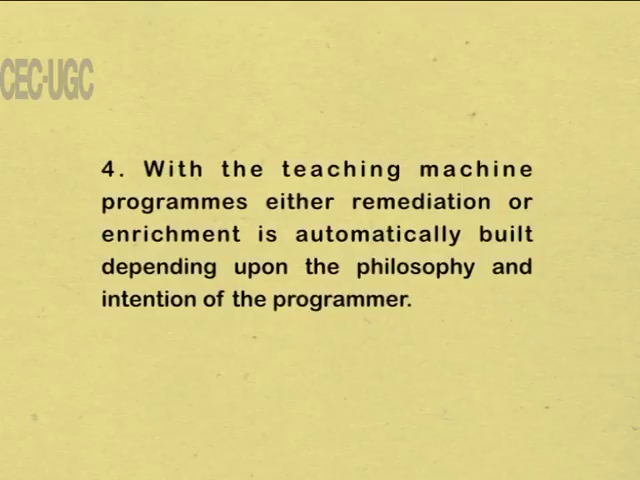 CEC-UGC
4. With the teaching machine
programmes either remediation or
enrichment is automatically built
depending upon the philosophy and
intention of the programmer.